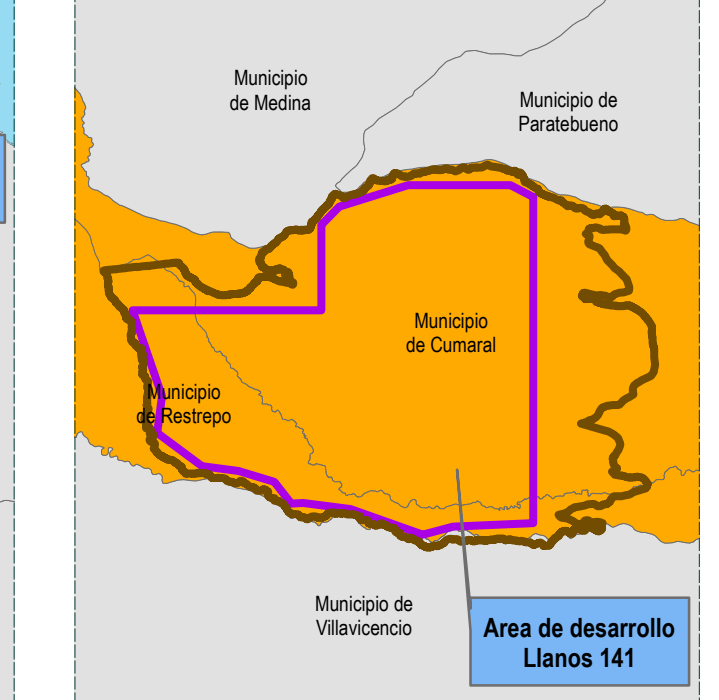 Municipio
de Medina
Municipio de
Paratebueno
Municipio
de Cumaral
Municipio
de Restrepo
Municipio de
Villavicencio
Area de desarrollo
Llanos 141